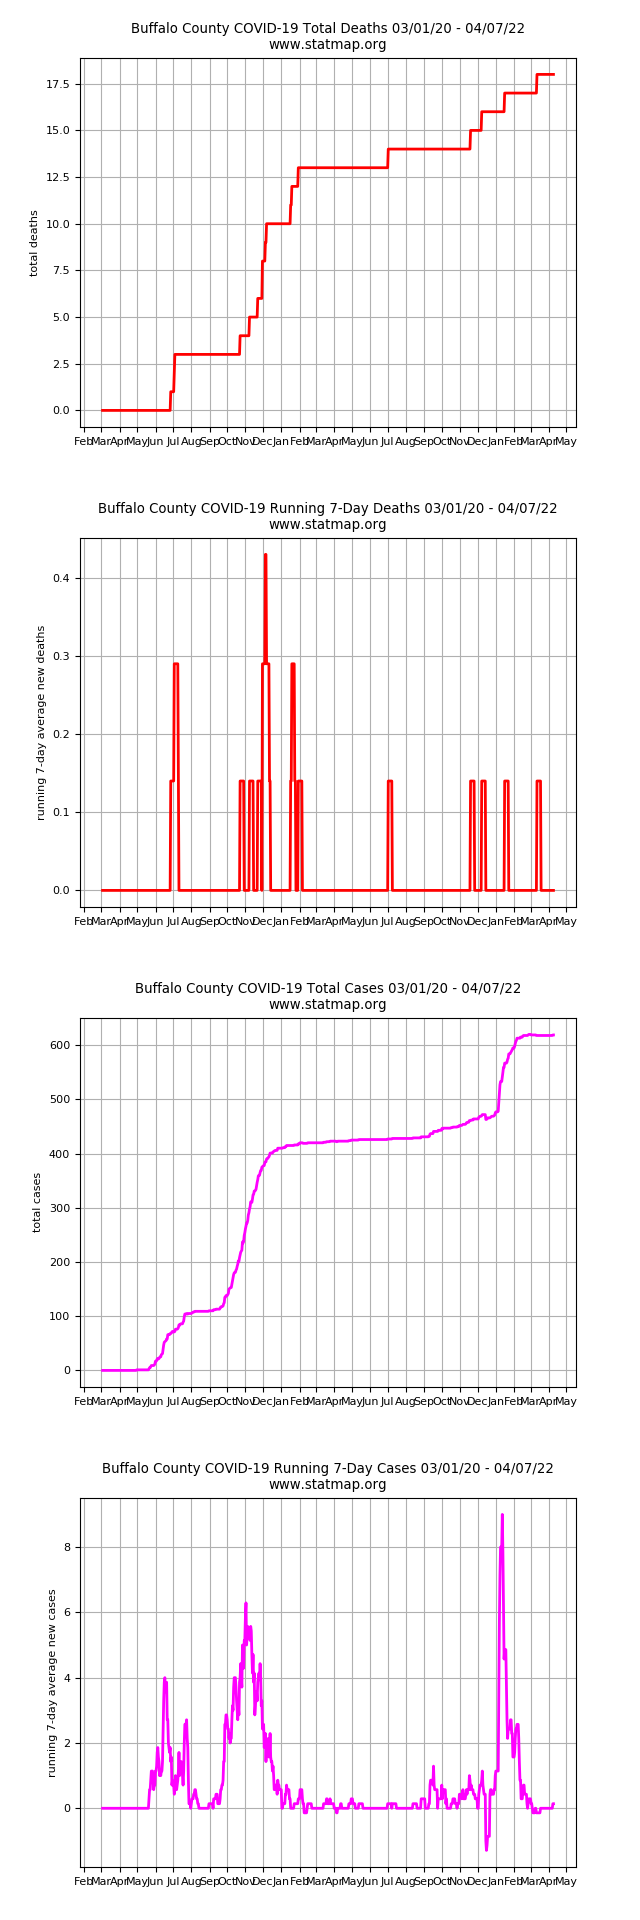 Buffalo County COVID-19 Total Deaths 03/01/20 - 04/07/22
www.statmap.org
total deaths
17.5
15.0
12.5
10.0
7.5
5.0
2.5
0.0
Feb Mar Apr May Jun Jul Aug Sep Oct Nov Dec Jan Feb Mar Apr May Jun Jul Aug Sep Oct Nov Dec Jan Feb Mar Apr May
Buffalo County COVID-19 Running 7-Day Deaths 03/01/20 - 04/07/22
www.statmap.org
running 7-day average new deaths
0.4
0.3
0.2
0.1
0.0
Feb Mar Apr May Jun Jul Aug Sep Oct Nov Dec Jan Feb Mar Apr May Jun Jul Aug Sep Oct Nov Dec Jan Feb Mar Apr May
Buffalo County COVID-19 Total Cases 03/01/20 - 04/07/22
www.statmap.org
total cases
600
500
400
300
200
100
0
Feb Mar Apr May Jun Jul Aug Sep Oct Nov Dec Jan Feb Mar Apr May Jun Jul Aug Sep Oct Nov Dec Jan Feb Mar Apr May
Buffalo County COVID-19 Running 7-Day Cases 03/01/20 - 04/07/22
www.statmap.org
running 7-day average new cases
8
6
4
2
0
Feb Mar Apr May Jun Jul Aug Sep Oct Nov Dec Jan Feb Mar Apr May Jun Jul Aug Sep Oct Nov Dec Jan Feb Mar Apr May